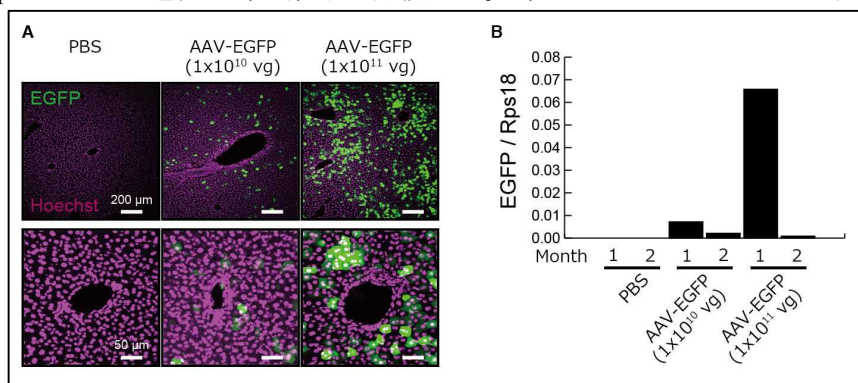 A
PBS
AAV-EGFP
(1x10¹⁰ vg)
AAV-EGFP
(1x10¹¹ vg)
EGFP
Hoechst
200 µm
50 µm
B
EGFP / Rps18
0.08
0.07
0.06
0.05
0.04
0.03
0.02
0.01
0.00
Month 1 2 1 2 1 2
PBS
AAV-EGFP
(1x10¹⁰ vg)
AAV-EGFP
(1x10¹¹ vg)